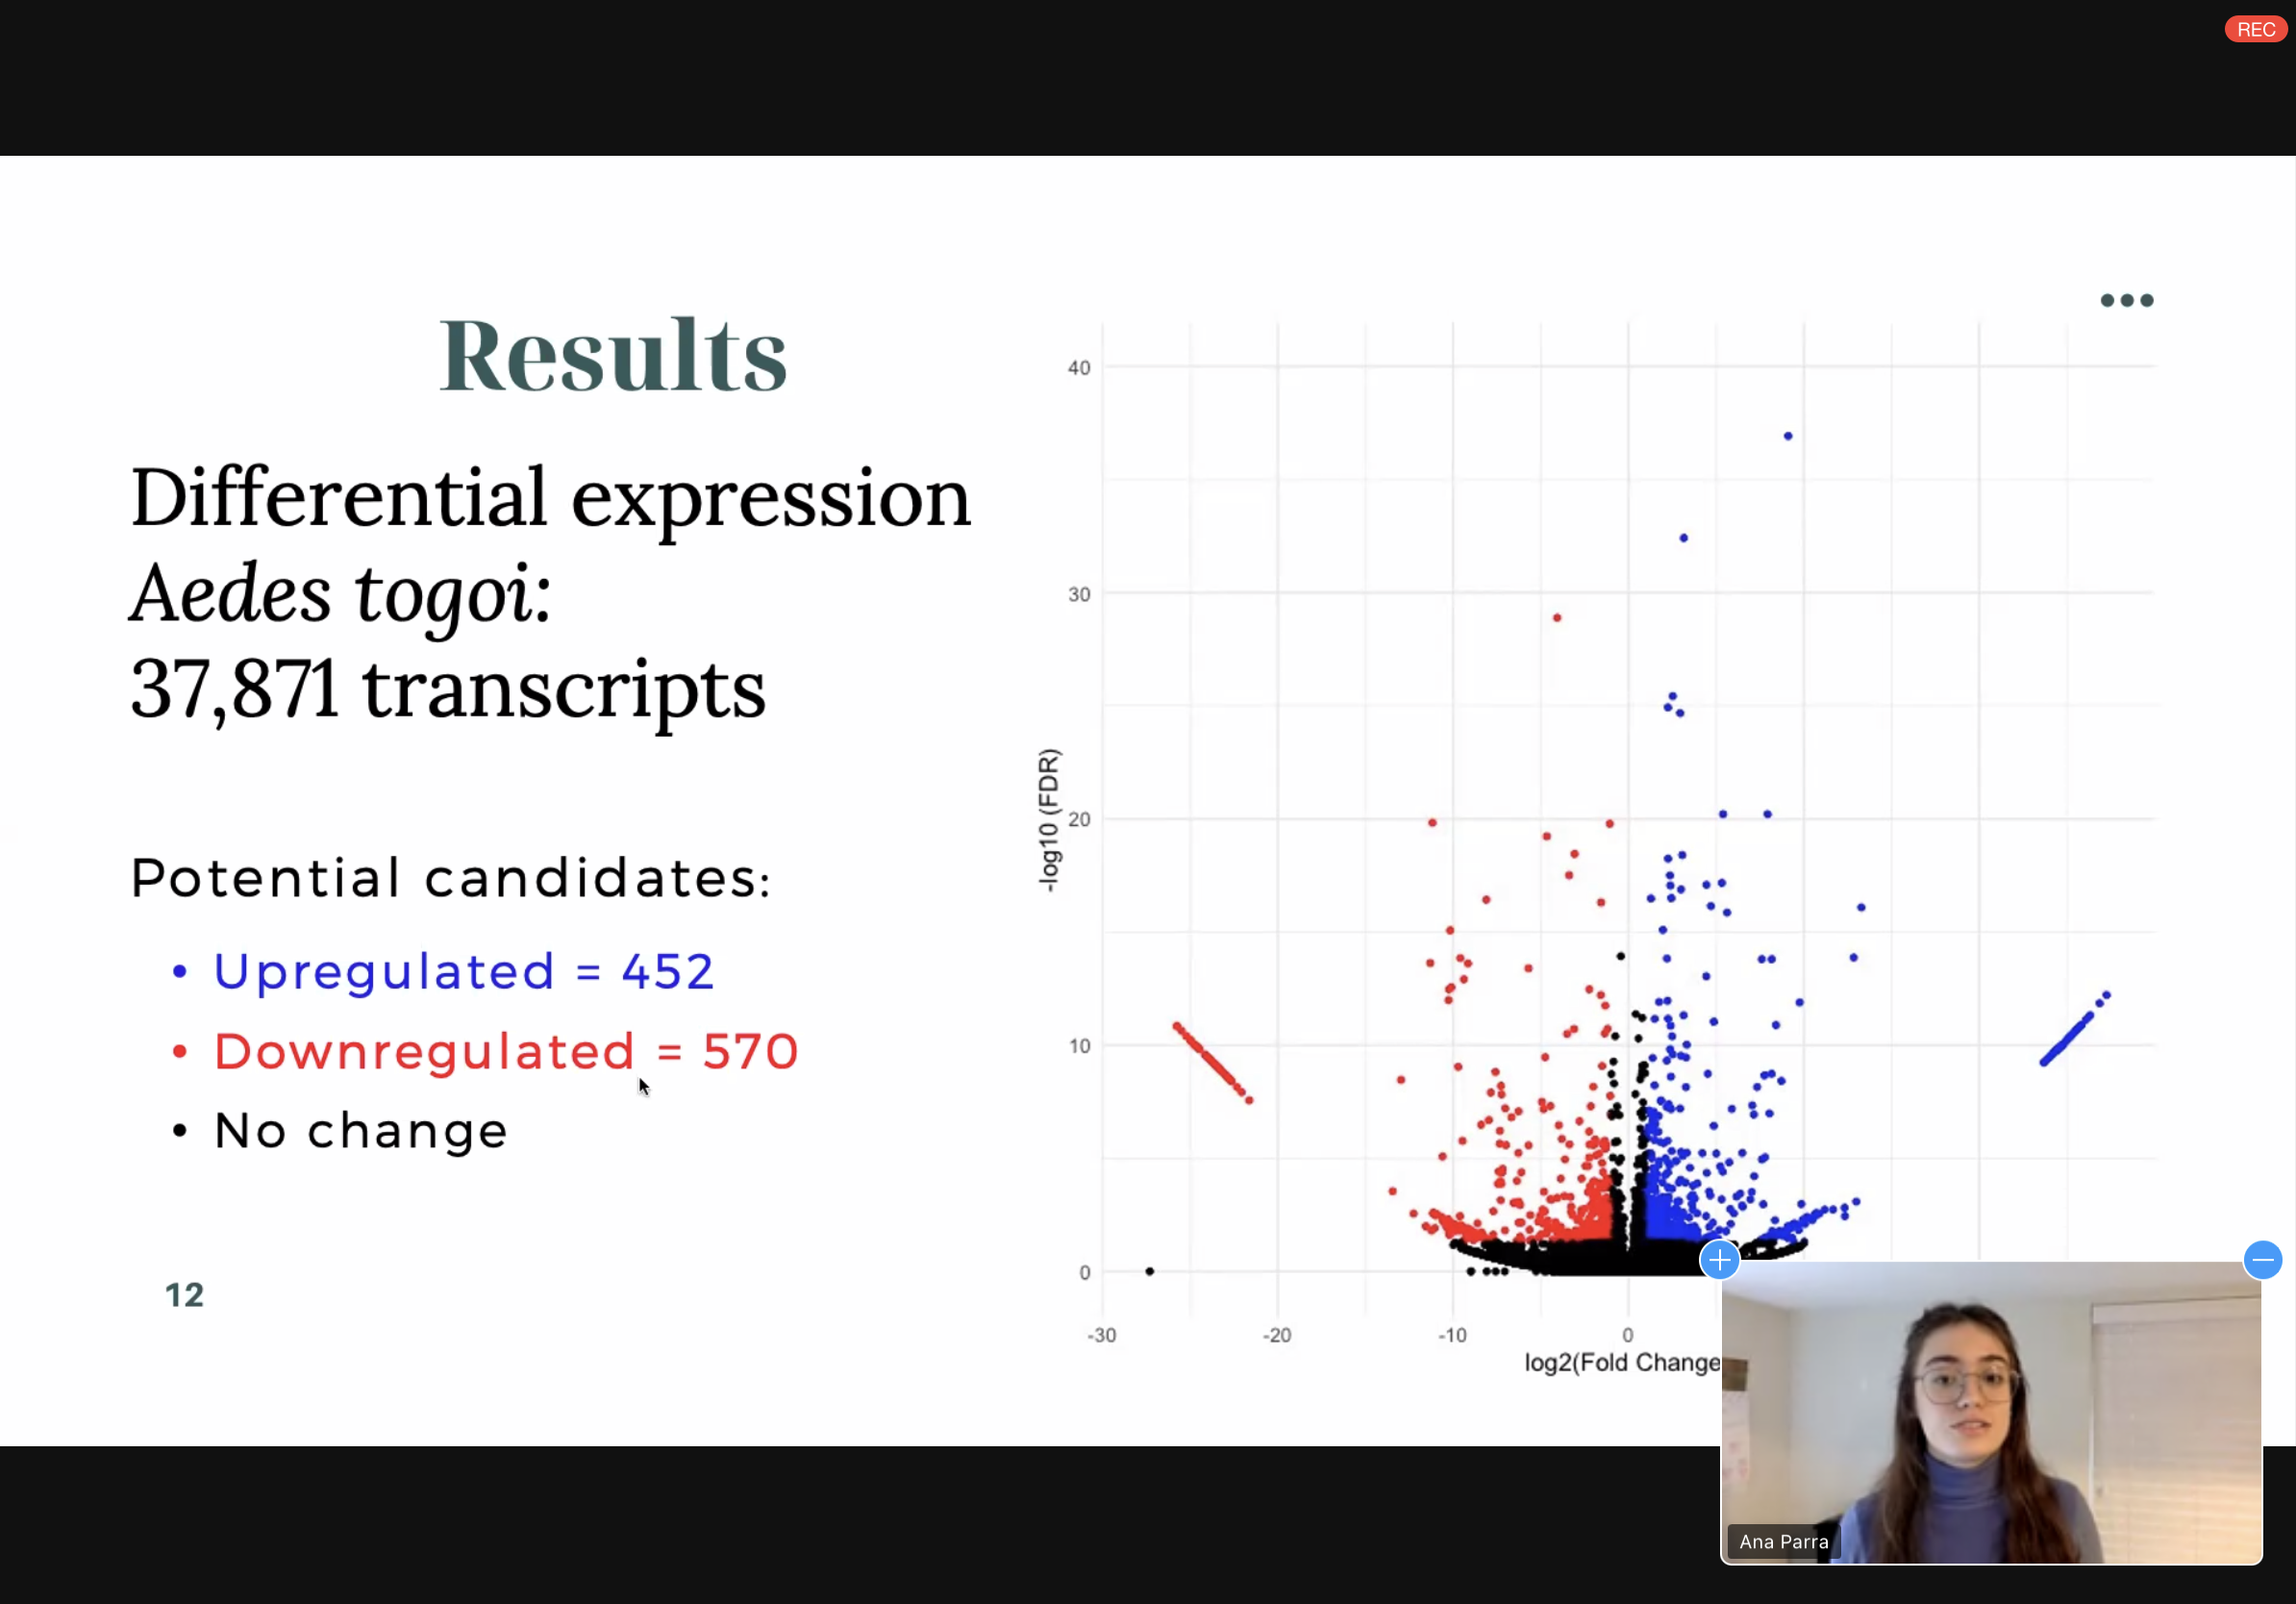 REC
Results
Differential expression
Aedes togoi:
37,871 transcripts
Potential candidates:
• Upregulated = 452
• Downregulated = 570
• No change
12
-log10 (FDR)
40
30
20
10
0
-30
-20
-10
0
log2(Fold Change
Ana Parra